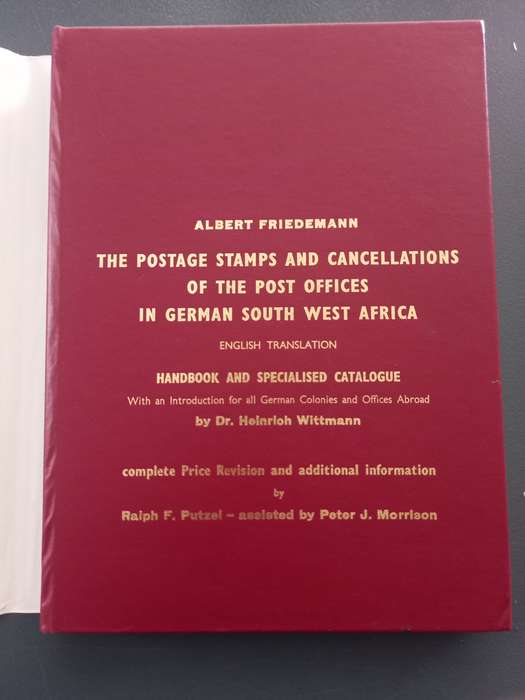 ALBERT FRIEDEMANN
THE POSTAGE STAMPS AND CANCELLATIONS
OF THE POST OFFICES
IN GERMAN SOUTH WEST AFRICA
ENGLISH TRANSLATION
HANDBOOK AND SPECIALISED CATALOGUE
With an Introduction for all German Colonies and Offices Abroad
by Dr. Heinrich Wittmann
complete Price Revision and additional information
by
Ralph F. Putzel – assisted by Peter J. Morrison